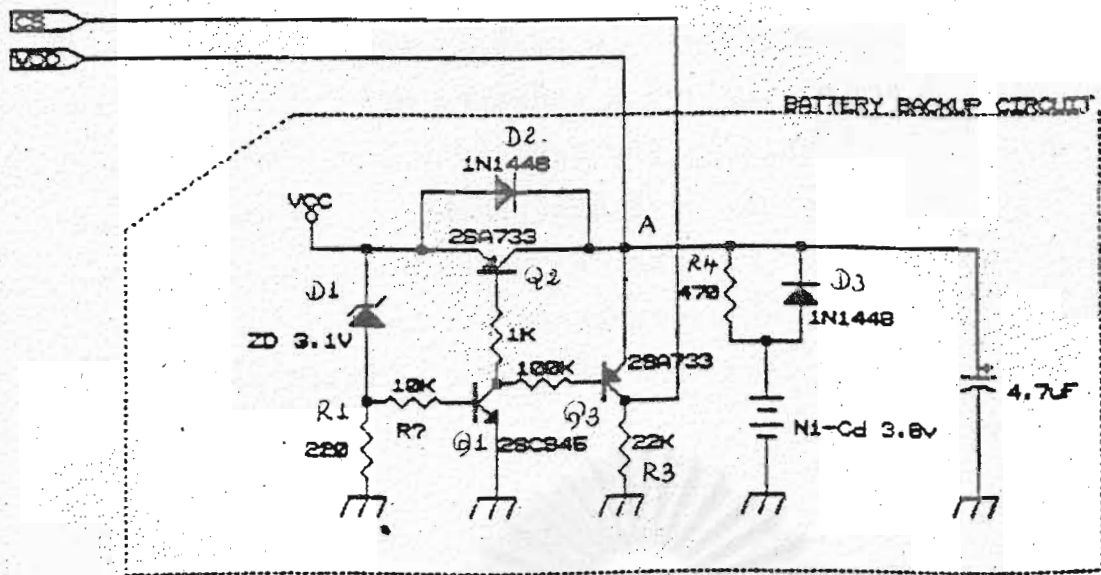 CS
VDD
BATTERY BACKUP CIRCUIT
D2
1N1448
VCC
2SA733
A
Q2
D1
ZD 3.1V
1K
R4
470
D3
1N1448
10K
100K
2SA733
4.7uF
R1
R?
Q1
2SC945
Q3
220
22K
R3
Ni-Cd 3.6v